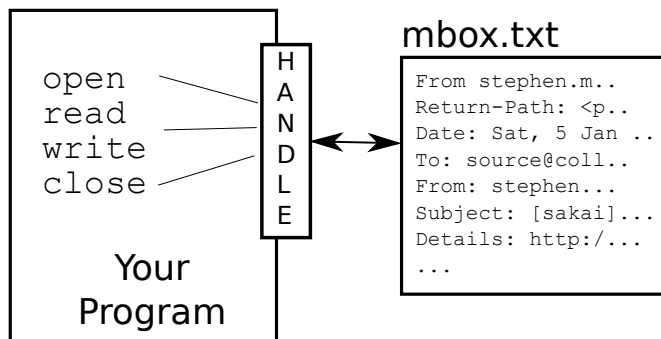 open
read
write
close
Your
Program
H
A
N
D
L
E
mbox.txt
From stephen.m..
Return-Path: <p..
Date: Sat, 5 Jan ..
To: source@coll..
From: stephen...
Subject: [sakai]...
Details: http:/...
...